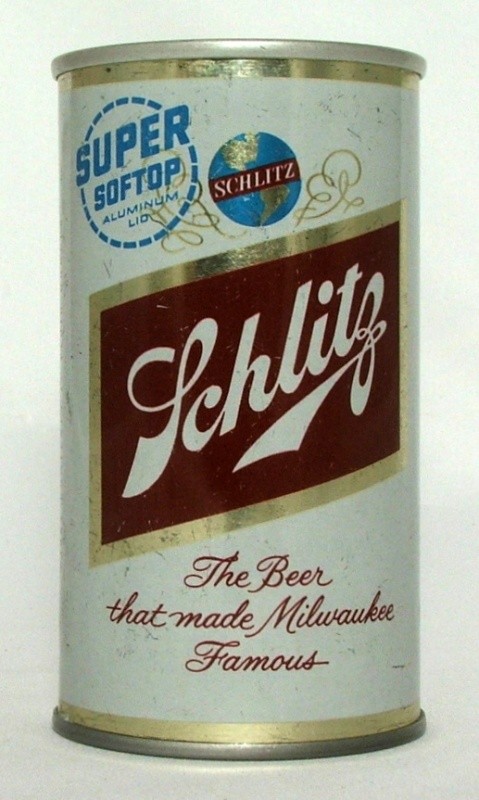 SUPER
SOFTOP
ALUMINUM
LID
SCHLITZ
Schlitz
The Beer
that made Milwaukee
Famous